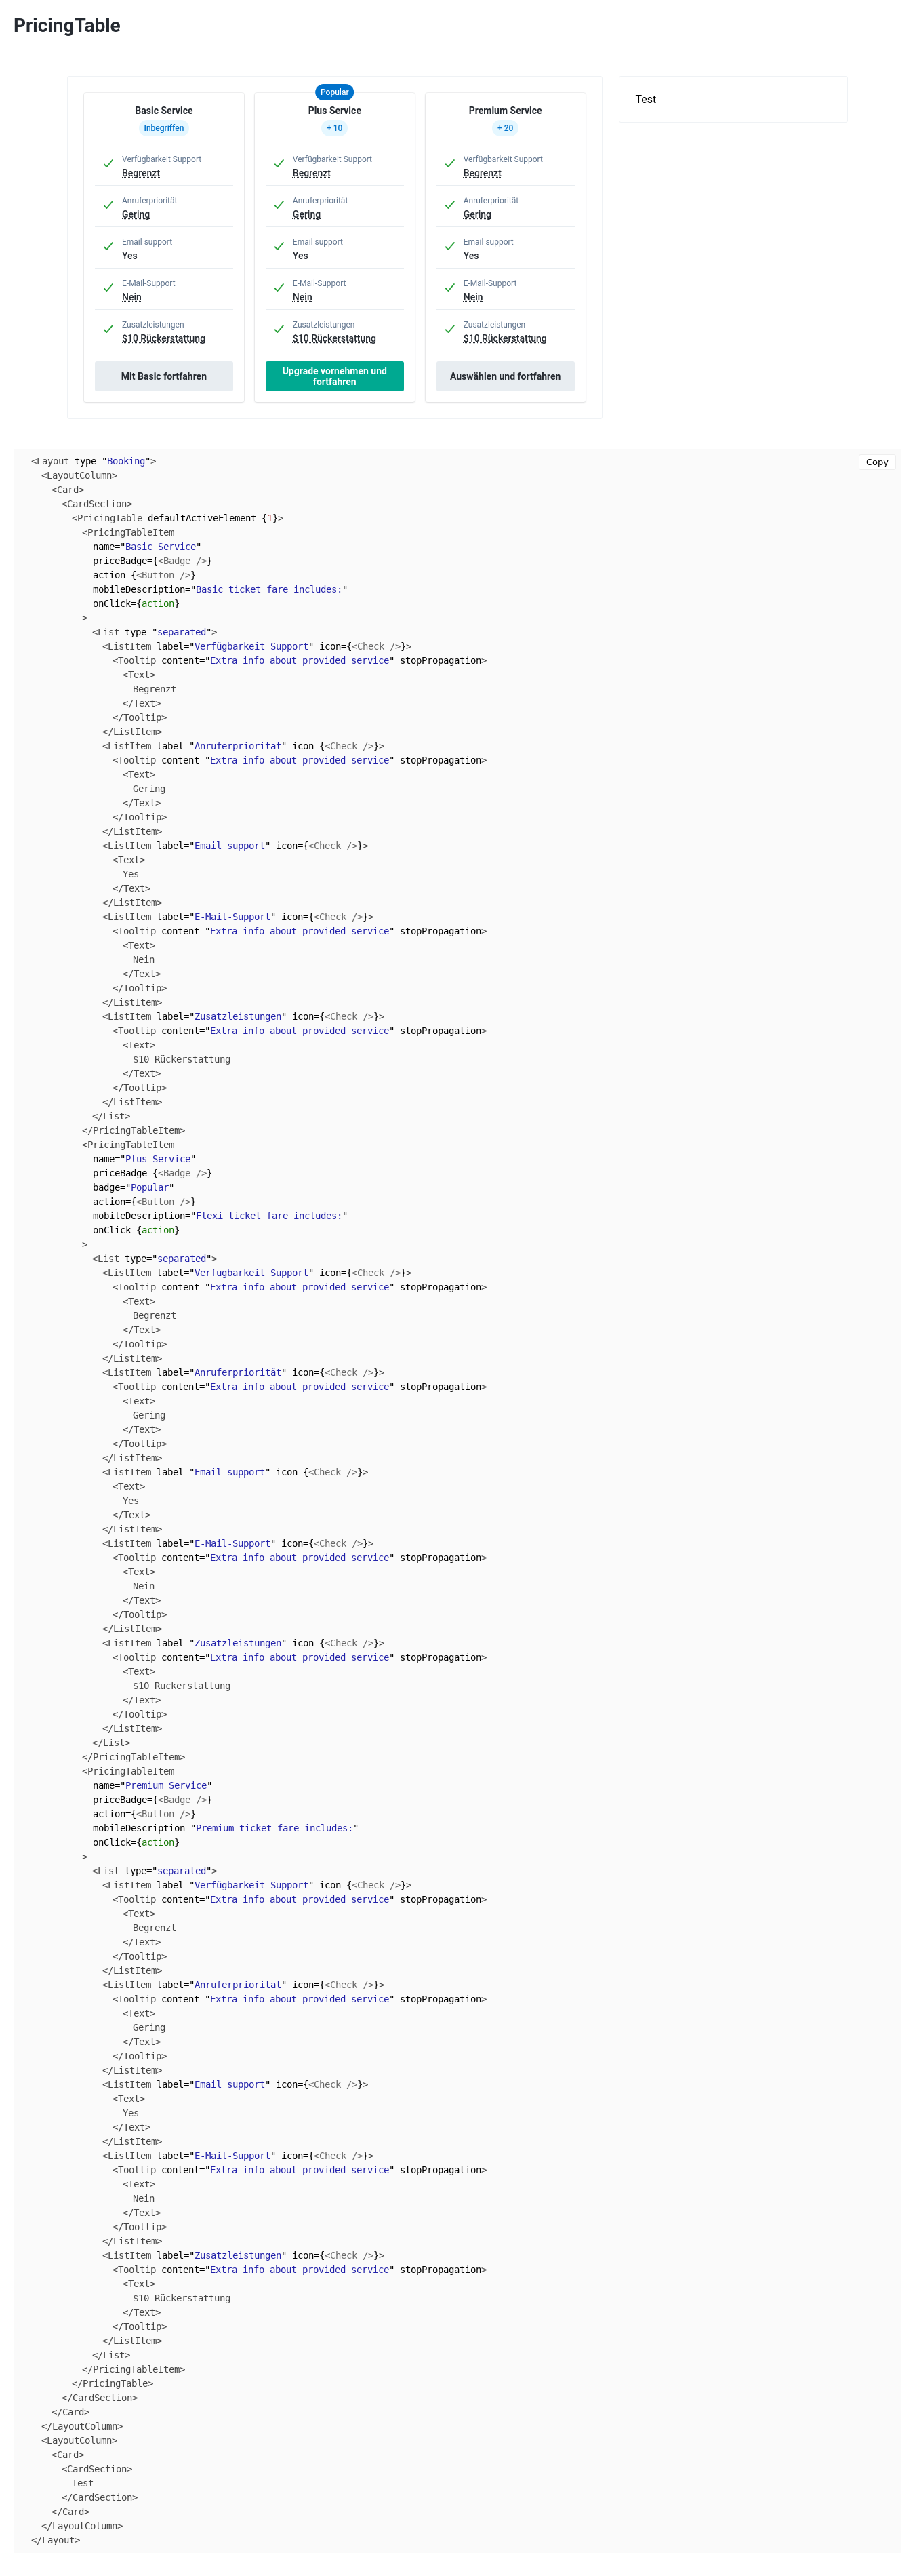 PricingTable
Popular
Test
Basic Service
Plus Service
Premium Service
Inbegriffen
+ 10
+ 20
Verfügbarkeit Support
Begrenzt
Verfügbarkeit Support
Begrenzt
Verfügbarkeit Support
Begrenzt
Anruferpriorität
Gering
Anruferpriorität
Gering
Anruferpriorität
Gering
Email support
Yes
Email support
Yes
Email support
Yes
E-Mail-Support
Nein
E-Mail-Support
Nein
E-Mail-Support
Nein
Zusatzleistungen
$10 Rückerstattung
Zusatzleistungen
$10 Rückerstattung
Zusatzleistungen
$10 Rückerstattung
Mit Basic fortfahren
Upgrade vornehmen und
fortfahren
Auswählen und fortfahren
Copy
<Layout type="Booking">
<LayoutColumn>
<Card>
<CardSection>
<PricingTable defaultActiveElement={1}>
<PricingTableItem
name="Basic Service"
priceBadge={<Badge />}
action={<Button />}
mobileDescription="Basic ticket fare includes:"
onClick={action}
>
<List type="separated">
<ListItem label="Verfügbarkeit Support" icon={<Check />}>
<Tooltip content="Extra info about provided service" stopPropagation>
<Text>
Begrenzt
</Text>
</Tooltip>
</ListItem>
<ListItem label="Anruferpriorität" icon={<Check />}>
<Tooltip content="Extra info about provided service" stopPropagation>
<Text>
Gering
</Text>
</Tooltip>
</ListItem>
<ListItem label="Email support" icon={<Check />}>
<Text>
Yes
</Text>
</ListItem>
<ListItem label="E-Mail-Support" icon={<Check />}>
<Tooltip content="Extra info about provided service" stopPropagation>
<Text>
Nein
</Text>
</Tooltip>
</ListItem>
<ListItem label="Zusatzleistungen" icon={<Check />}>
<Tooltip content="Extra info about provided service" stopPropagation>
<Text>
$10 Rückerstattung
</Text>
</Tooltip>
</ListItem>
</List>
</PricingTableItem>
<PricingTableItem
name="Plus Service"
priceBadge={<Badge />}
badge="Popular"
action={<Button />}
mobileDescription="Flexi ticket fare includes:"
onClick={action}
>
<List type="separated">
<ListItem label="Verfügbarkeit Support" icon={<Check />}>
<Tooltip content="Extra info about provided service" stopPropagation>
<Text>
Begrenzt
</Text>
</Tooltip>
</ListItem>
<ListItem label="Anruferpriorität" icon={<Check />}>
<Tooltip content="Extra info about provided service" stopPropagation>
<Text>
Gering
</Text>
</Tooltip>
</ListItem>
<ListItem label="Email support" icon={<Check />}>
<Text>
Yes
</Text>
</ListItem>
<ListItem label="E-Mail-Support" icon={<Check />}>
<Tooltip content="Extra info about provided service" stopPropagation>
<Text>
Nein
</Text>
</Tooltip>
</ListItem>
<ListItem label="Zusatzleistungen" icon={<Check />}>
<Tooltip content="Extra info about provided service" stopPropagation>
<Text>
$10 Rückerstattung
</Text>
</Tooltip>
</ListItem>
</List>
</PricingTableItem>
<PricingTableItem
name="Premium Service"
priceBadge={<Badge />}
action={<Button />}
mobileDescription="Premium ticket fare includes:"
onClick={action}
>
<List type="separated">
<ListItem label="Verfügbarkeit Support" icon={<Check />}>
<Tooltip content="Extra info about provided service" stopPropagation>
<Text>
Begrenzt
</Text>
</Tooltip>
</ListItem>
<ListItem label="Anruferpriorität" icon={<Check />}>
<Tooltip content="Extra info about provided service" stopPropagation>
<Text>
Gering
</Text>
</Tooltip>
</ListItem>
<ListItem label="Email support" icon={<Check />}>
<Text>
Yes
</Text>
</ListItem>
<ListItem label="E-Mail-Support" icon={<Check />}>
<Tooltip content="Extra info about provided service" stopPropagation>
<Text>
Nein
</Text>
</Tooltip>
</ListItem>
<ListItem label="Zusatzleistungen" icon={<Check />}>
<Tooltip content="Extra info about provided service" stopPropagation>
<Text>
$10 Rückerstattung
</Text>
</Tooltip>
</ListItem>
</List>
</PricingTableItem>
</PricingTable>
</CardSection>
</Card>
</LayoutColumn>
<LayoutColumn>
<Card>
<CardSection>
Test
</CardSection>
</Card>
</LayoutColumn>
</Layout>